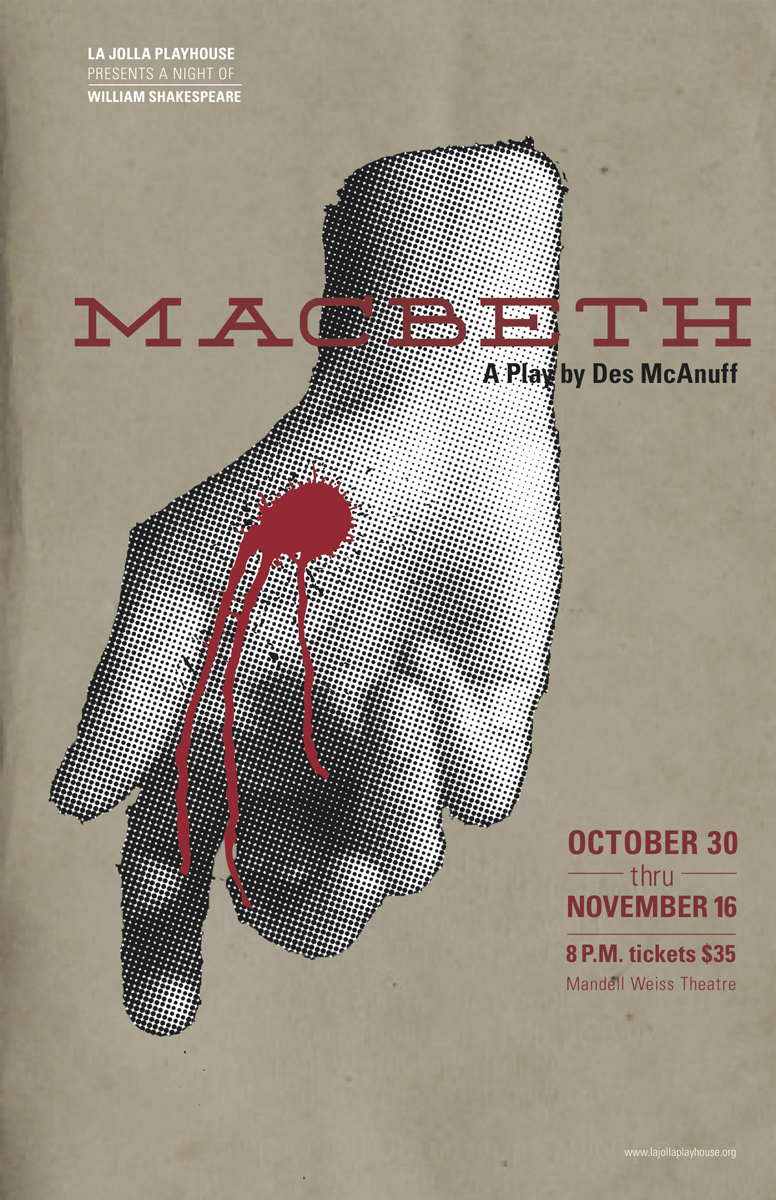 LA JOLLA PLAYHOUSE
PRESENTS A NIGHT OF
WILLIAM SHAKESPEARE
MACBETH
A Play by Des McAnuff
OCTOBER 30
thru
NOVEMBER 16
8 P.M. tickets $35
Mandell Weiss Theatre
www.lajollaplayhouse.org